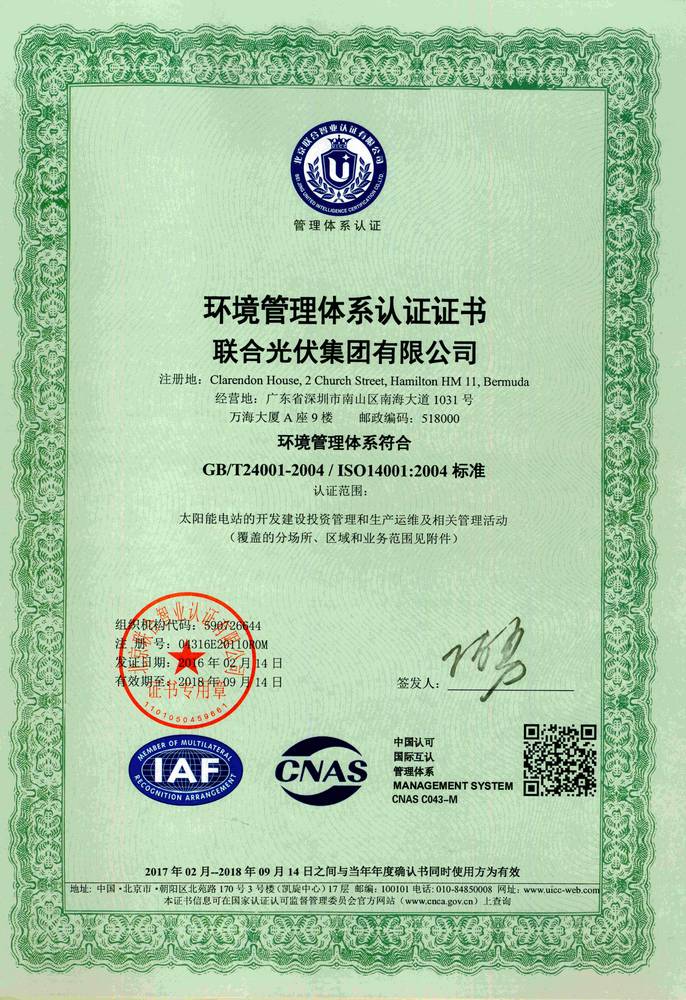 北京联合智业认证有限公司
BEIJING UNITED INTELLIGENCE CERTIFICATION CO.,LTD.
UICC
U
管理体系认证
环境管理体系认证证书
联合光伏集团有限公司
注册地：Clarendon House, 2 Church Street, Hamilton HM 11, Bermuda
经营地：广东省深圳市南山区南海大道 1031 号
万海大厦 A 座 9 楼 邮政编码：518000
环境管理体系符合
GB/T24001-2004 / ISO14001:2004 标准
认证范围：
太阳能电站的开发建设投资管理和生产运维及相关管理活动
（覆盖的分场所、区域和业务范围见附件）
组织机构代码：590726644
注 册 号：04316E20110R0M
发证日期：2016 年 02 月 14 日
有效期至：2018 年 09 月 14 日
北京联合智业认证有限公司
证书专用章
1101050459661
签发人：
MEMBER OF MULTILATERAL
IAF
RECOGNITION ARRANGEMENT
CNAS
中国认可
国际互认
管理体系
MANAGEMENT SYSTEM
CNAS C043-M
2017 年 02 月--2018 年 09 月 14 日之间与当年年度确认书同时使用方为有效
地址: 中国·北京市·朝阳区北苑路 170 号 3 号楼（凯旋中心）17 层 邮编: 100101 电话: 010-84850008 网址: www.uicc-web.com
本证书信息可在国家认证认可监督管理委员会官方网站（www.cnca.gov.cn）上查询